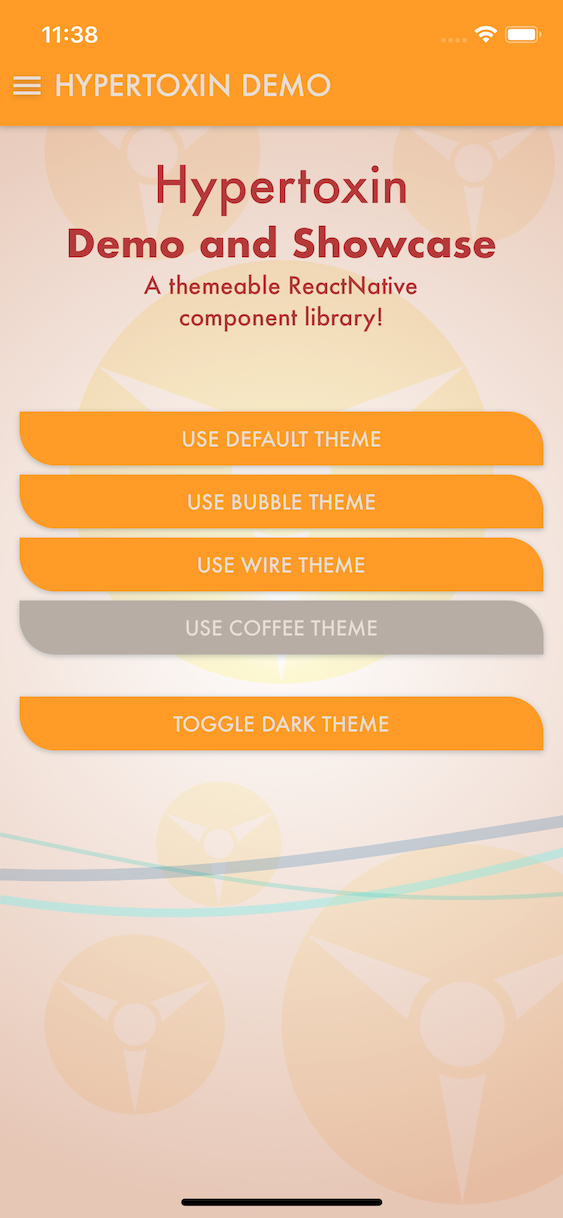 11:38
HYPERTOXIN DEMO
Hypertoxin
Demo and Showcase
A themeable ReactNative
component library!
USE DEFAULT THEME
USE BUBBLE THEME
USE WIRE THEME
USE COFFEE THEME
TOGGLE DARK THEME